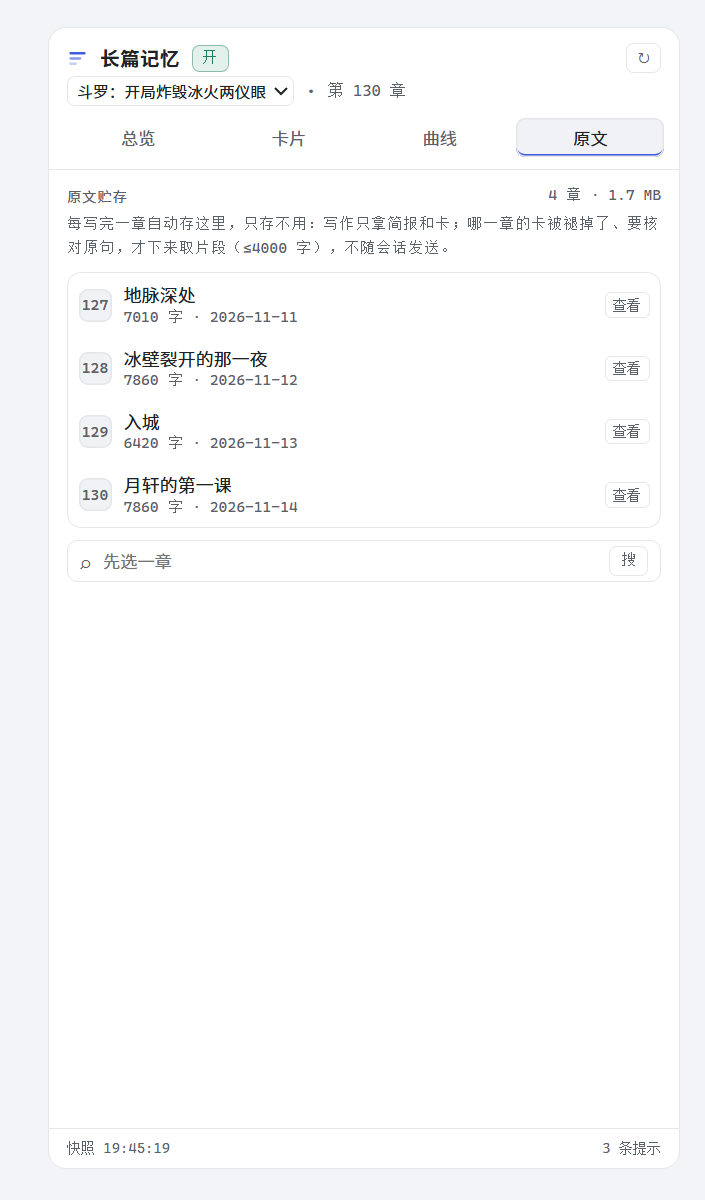 长篇记忆 开 ↻
斗罗：开局炸毁冰火两仪眼 · 第 130 章
总览 卡片 曲线 原文
原文贮存 4 章 · 1.7 MB
每写完一章自动存这里，只存不用：写作只拿简报和卡；哪一章的卡被褪掉了、要核
对原句，才下来取片段（≤4000 字），不随会话发送。
127 地脉深处 查看
7010 字 · 2026-11-11
128 冰壁裂开的那一夜 查看
7860 字 · 2026-11-12
129 入城 查看
6420 字 · 2026-11-13
130 月轩的第一课 查看
7860 字 · 2026-11-14
⌕ 先选一章 搜
快照 19:45:19 3 条提示